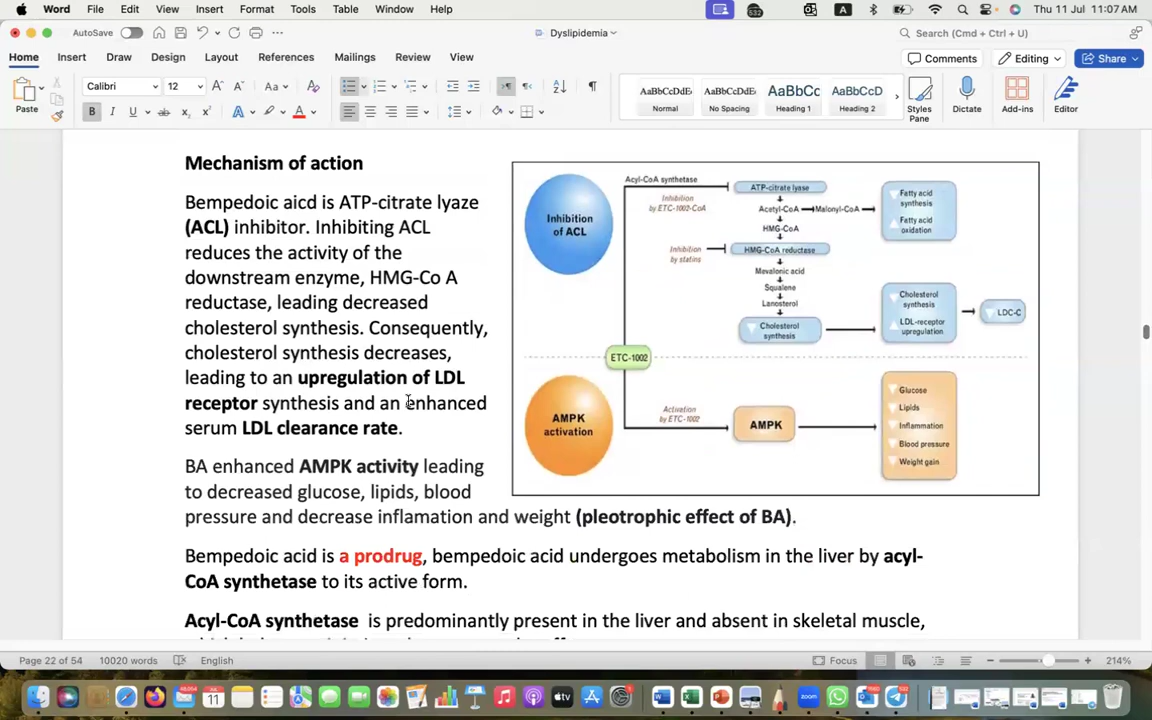 Word File Edit View Insert Format Tools Table Window Help Thu 11 Jul 11:07 AM
AutoSave Dyslipidemia Search (Cmd + Ctrl + U)
Home Insert Draw Design Layout References Mailings Review View Comments Editing Share
Paste Calibri 12 Aa AaBbCcDdEe AaBbCcDdEe AaBbCc AaBbCcDdE
Normal No Spacing Heading 1 Heading 2 Styles Pane Dictate Add-ins Editor
Mechanism of action
Bempedoic aicd is ATP-citrate lyaze
(ACL) inhibitor. Inhibiting ACL
reduces the activity of the
downstream enzyme, HMG-Co A
reductase, leading decreased
cholesterol synthesis. Consequently,
cholesterol synthesis decreases,
leading to an upregulation of LDL
receptor synthesis and an enhanced
serum LDL clearance rate.
BA enhanced AMPK activity leading
to decreased glucose, lipids, blood
pressure and decrease inflamation and weight (pleotrophic effect of BA).
Inhibition
of ACL
Acyl-CoA synthetase
Inhibition
by ETC-1002-CoA
Inhibition
by statins
ATP-citrate lyase
Acetyl-CoA Malonyl-CoA
HMG-CoA
HMG-CoA reductase
Mevalonic acid
Squalene
Lanosterol
Cholesterol
synthesis
Fatty acid
synthesis
Fatty acid
oxidation
Cholesterol
synthesis
LDL-receptor
upregulation
LDC-C
ETC-1002
AMPK
activation
Activation
by ETC-1002
AMPK
Glucose
Lipids
Inflammation
Blood pressure
Weight gain
Bempedoic acid is a prodrug, bempedoic acid undergoes metabolism in the liver by acyl-
CoA synthetase to its active form.
Acyl-CoA synthetase is predominantly present in the liver and absent in skeletal muscle,
Page 22 of 54 10020 words English Focus 214%